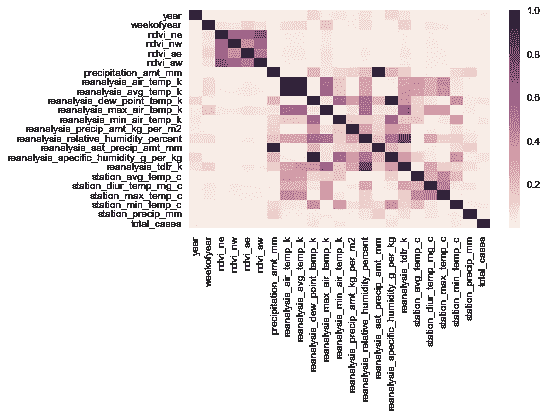 year
weekofyear
ndvi_ne
ndvi_nw
ndvi_se
ndvi_sw
precipitation_amt_mm
reanalysis_air_temp_k
reanalysis_avg_temp_k
reanalysis_dew_point_temp_k
reanalysis_max_air_temp_k
reanalysis_min_air_temp_k
reanalysis_precip_amt_kg_per_m2
reanalysis_relative_humidity_percent
reanalysis_sat_precip_amt_mm
reanalysis_specific_humidity_g_per_kg
reanalysis_tdtr_k
station_avg_temp_c
station_diur_temp_rng_c
station_max_temp_c
station_min_temp_c
station_precip_mm
total_cases
1.0
0.8
0.6
0.4
0.2
year
weekofyear
ndvi_ne
ndvi_nw
ndvi_se
ndvi_sw
precipitation_amt_mm
reanalysis_air_temp_k
reanalysis_avg_temp_k
reanalysis_dew_point_temp_k
reanalysis_max_air_temp_k
reanalysis_min_air_temp_k
reanalysis_precip_amt_kg_per_m2
reanalysis_relative_humidity_percent
reanalysis_sat_precip_amt_mm
reanalysis_specific_humidity_g_per_kg
reanalysis_tdtr_k
station_avg_temp_c
station_diur_temp_rng_c
station_max_temp_c
station_min_temp_c
station_precip_mm
total_cases